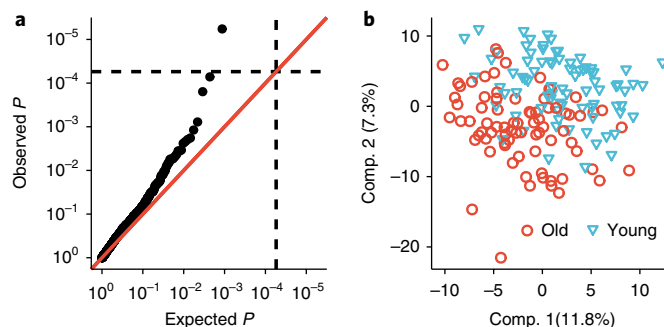 a
10⁻⁵
10⁻⁴
10⁻³
10⁻²
10⁻¹
10⁰
Observed P
10⁰ 10⁻¹ 10⁻² 10⁻³ 10⁻⁴ 10⁻⁵
Expected P
b
10
0
–10
–20
Comp. 2 (7.3%)
Old Young
–10 –5 0 5 10
Comp. 1(11.8%)